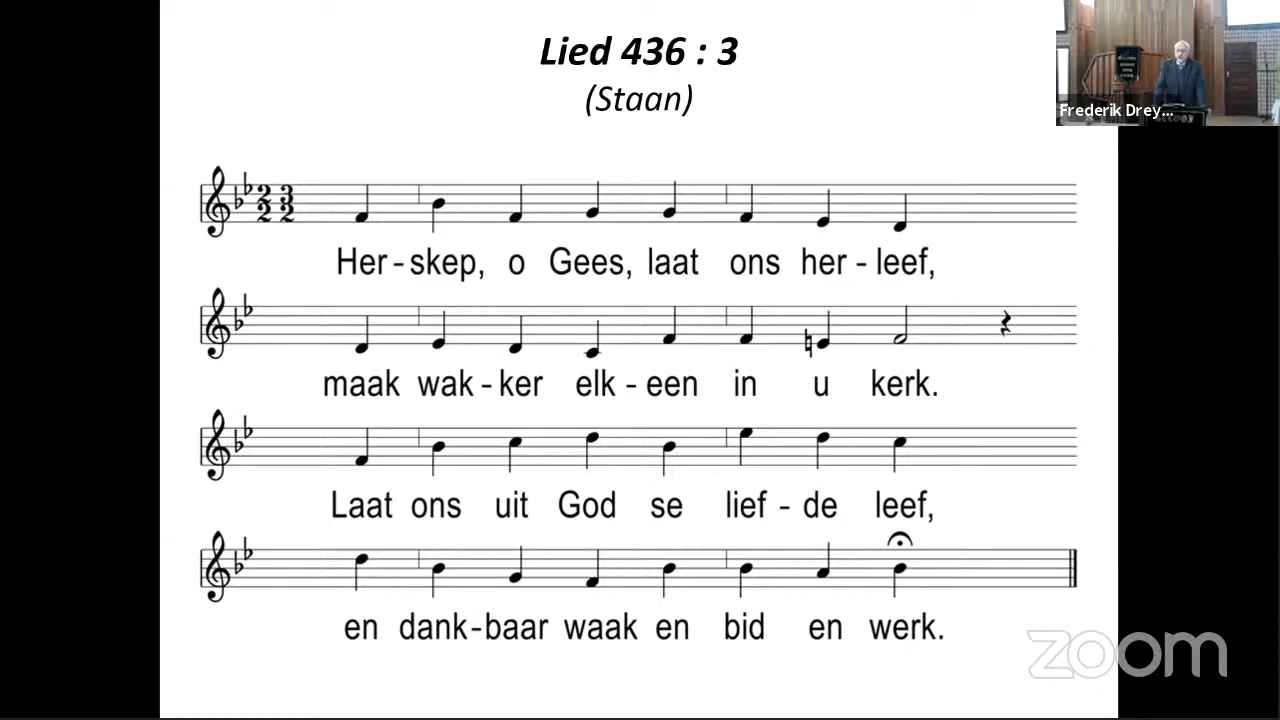 Lied 436 : 3
(Staan)
Frederik Drey...
Her - skep, o Gees, laat ons her - leef,
maak wak - ker elk - een in u kerk.
Laat ons uit God se lief - de leef,
en dank - baar waak en bid en werk.
zoom